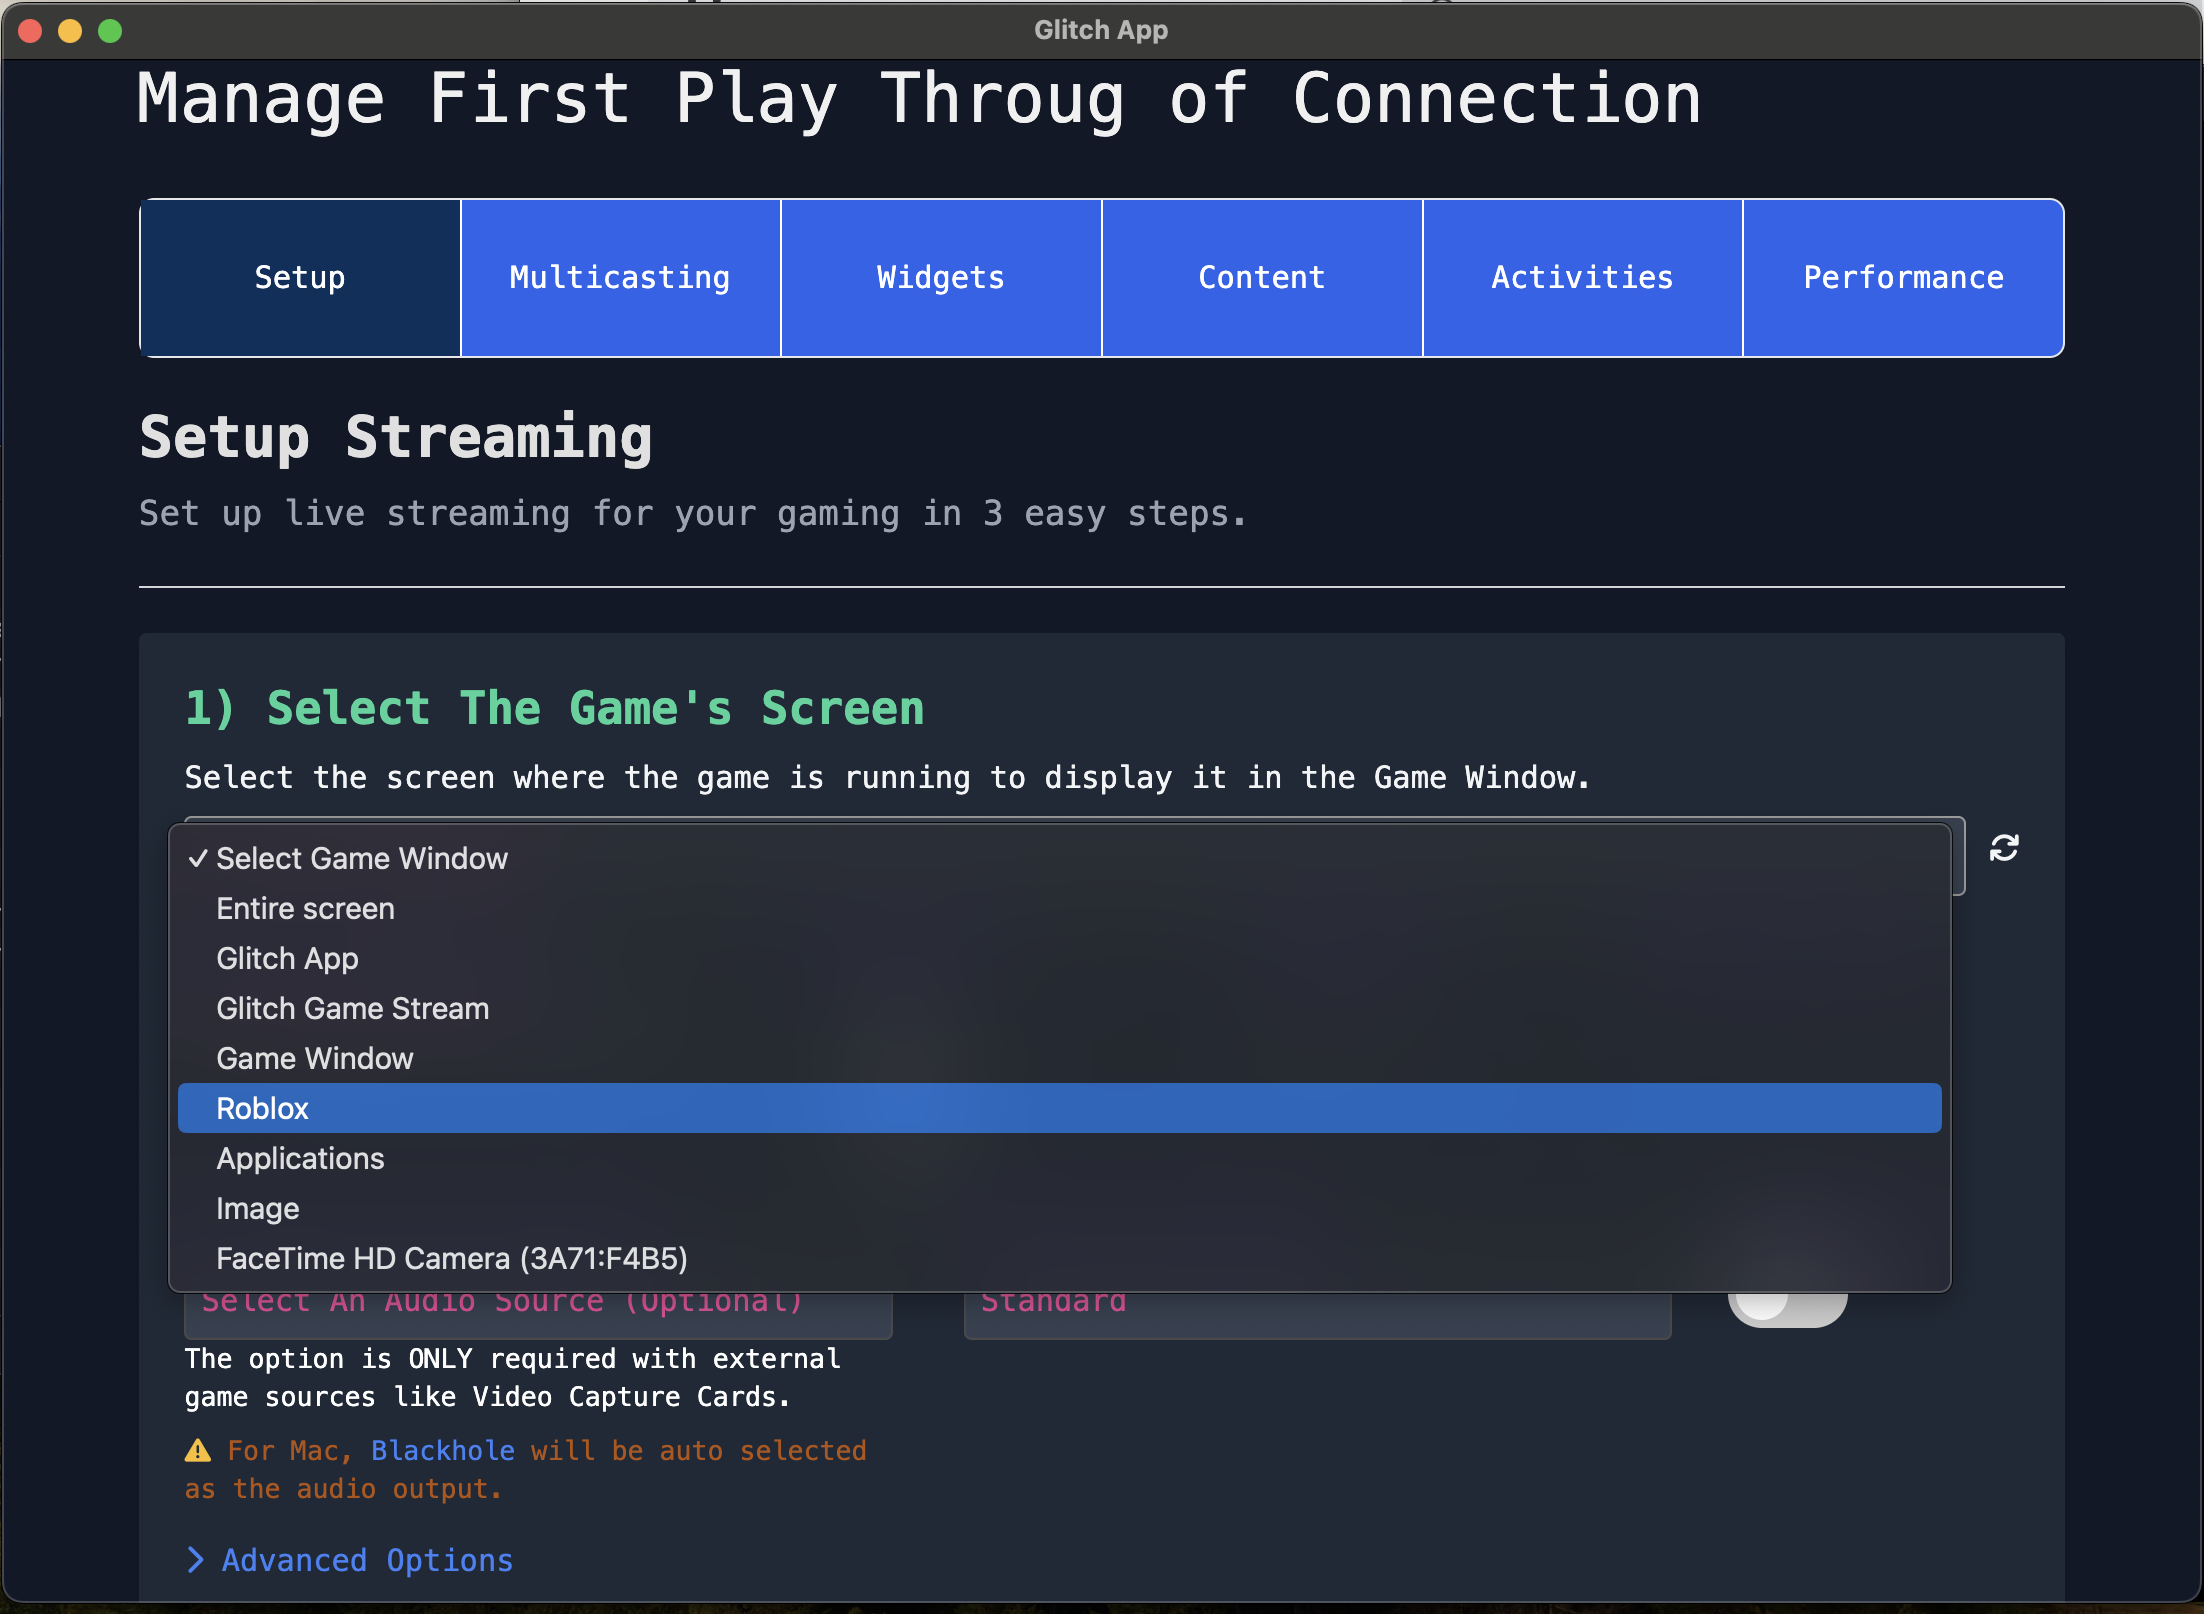 Glitch App
Manage First Play Throug of Connection
Setup
Multicasting
Widgets
Content
Activities
Performance
Setup Streaming
Set up live streaming for your gaming in 3 easy steps.
1) Select The Game's Screen
Select the screen where the game is running to display it in the Game Window.
✓ Select Game Window
Entire screen
Glitch App
Glitch Game Stream
Game Window
Roblox
Applications
Image
FaceTime HD Camera (3A71:F4B5)
Select An Audio Source (Optional)
Standard
The option is ONLY required with external
game sources like Video Capture Cards.
⚠ For Mac, Blackhole will be auto selected
as the audio output.
Advanced Options